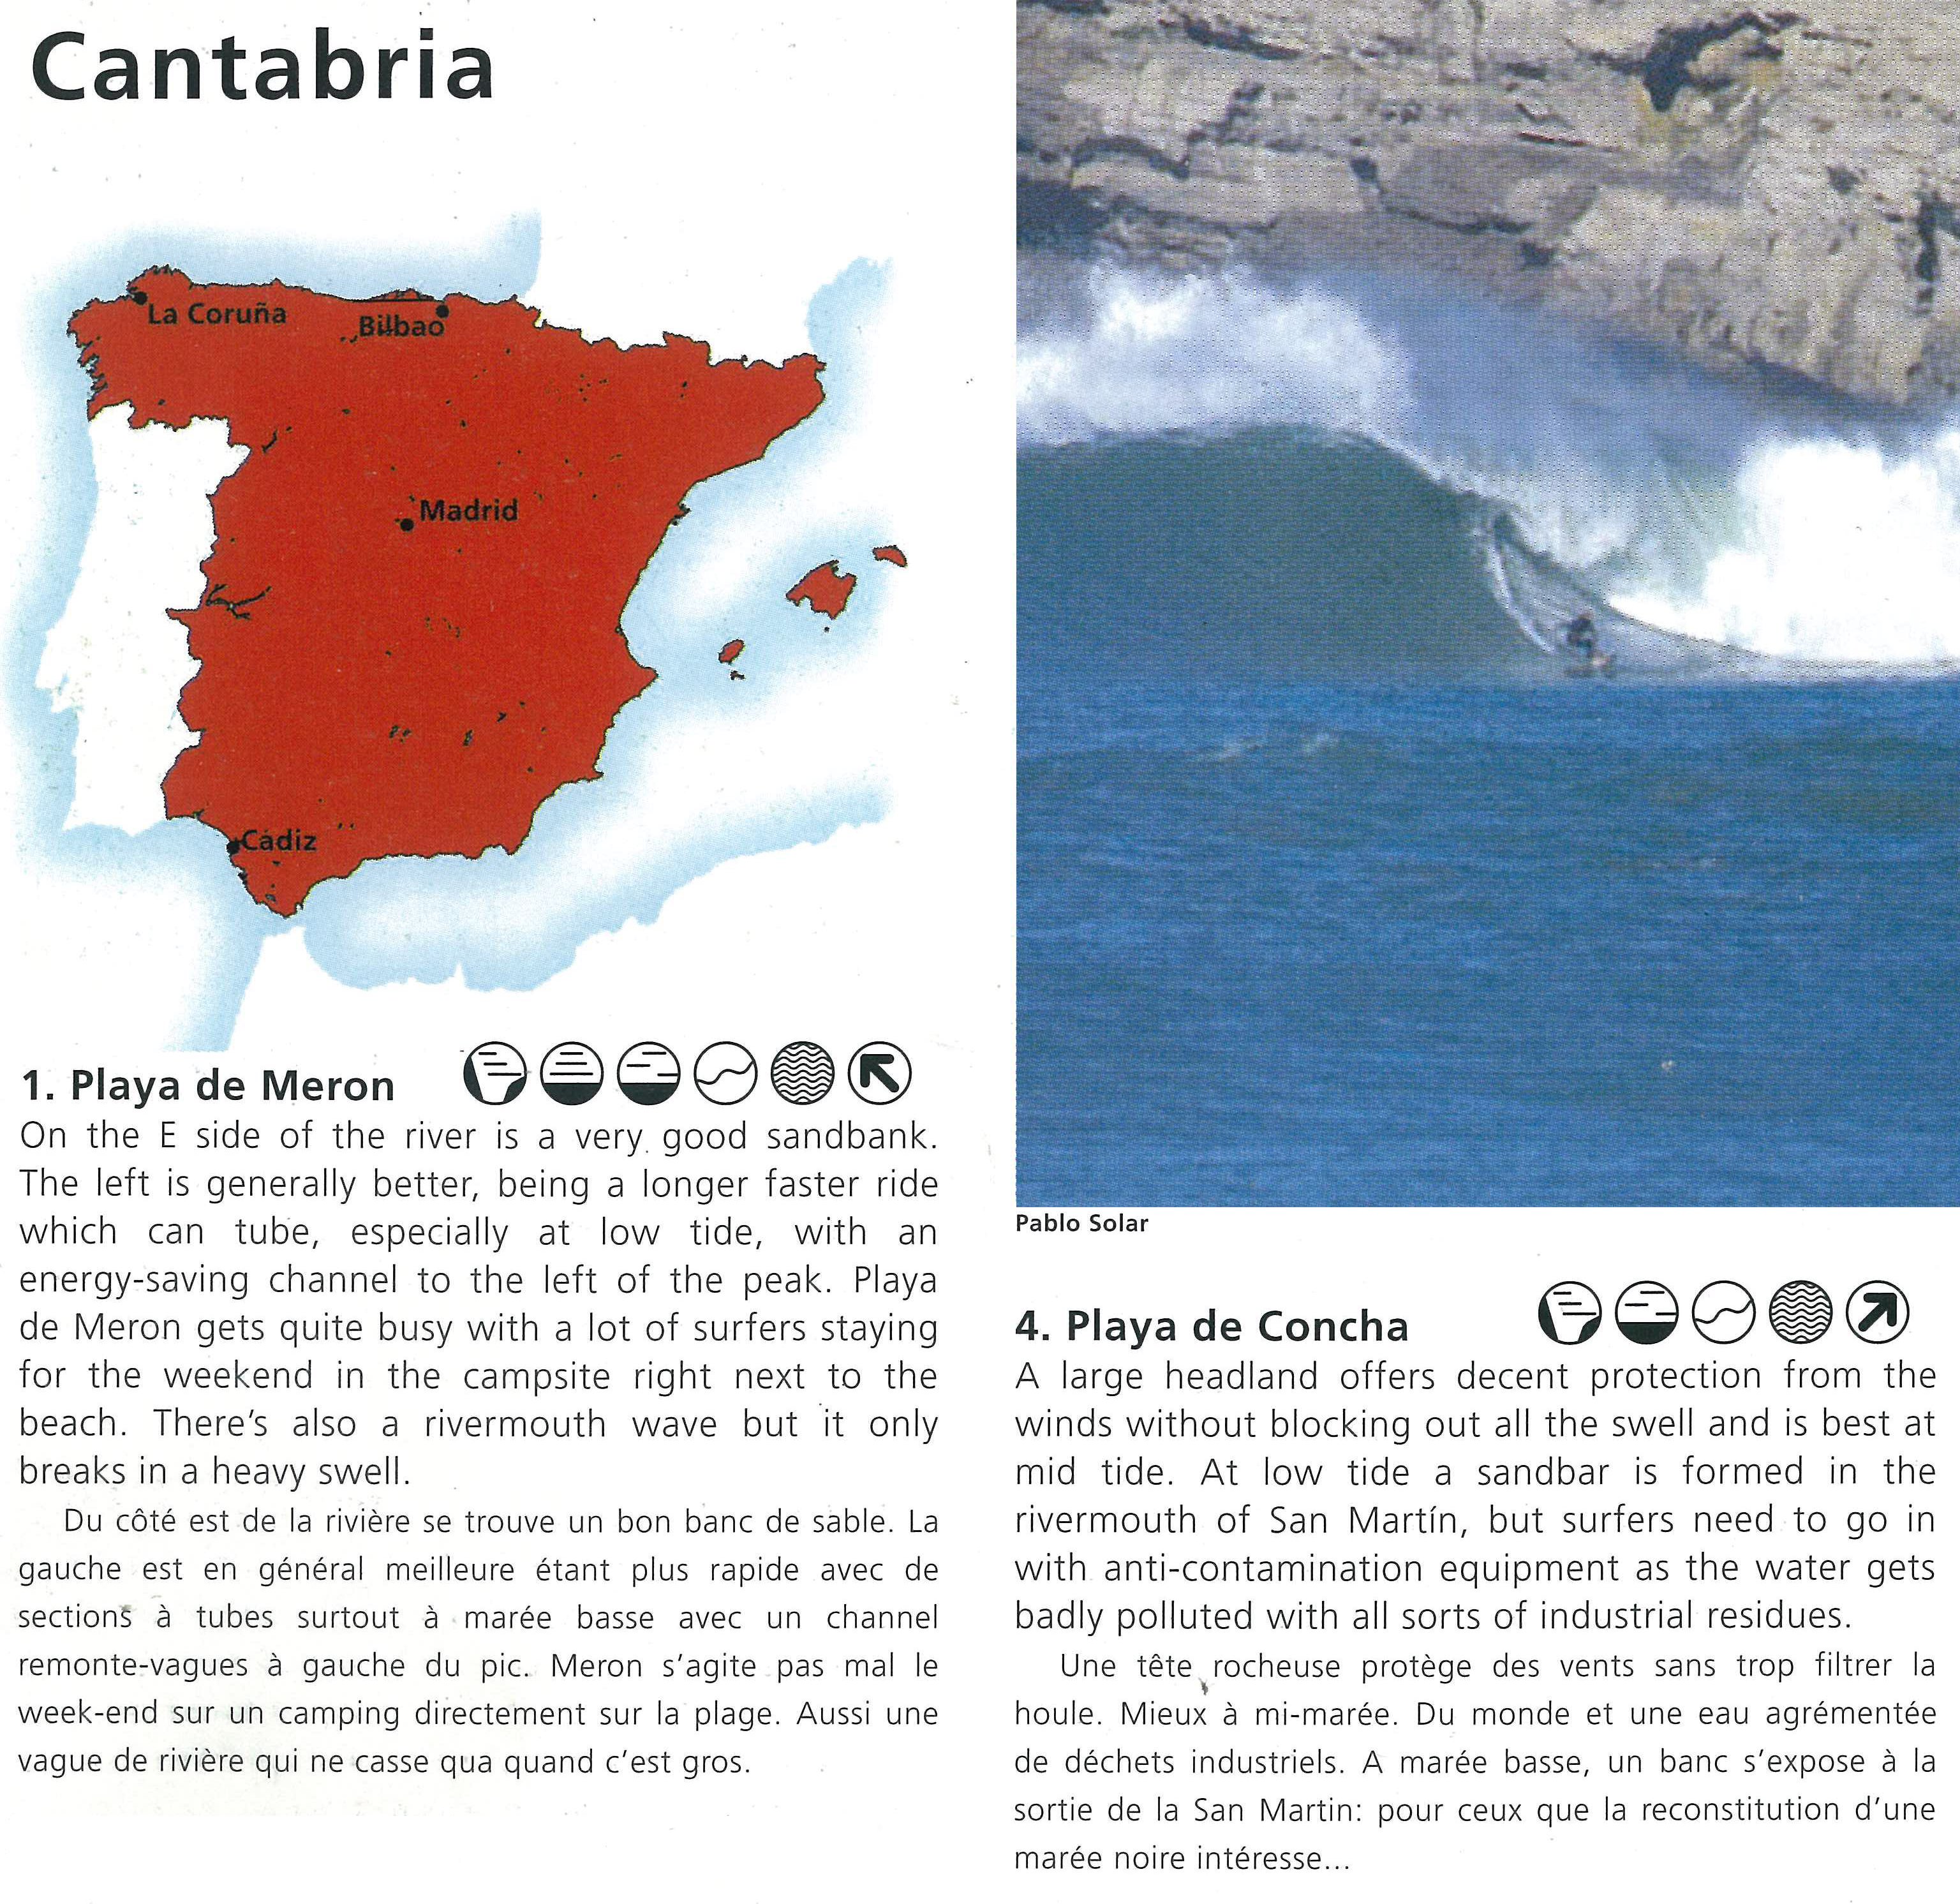 Cantabria
La Coruña
Bilbao
Madrid
Cádiz
1. Playa de Meron
On the E side of the river is a very good sandbank.
The left is generally better, being a longer faster ride
which can tube, especially at low tide, with an
energy-saving channel to the left of the peak. Playa
de Meron gets quite busy with a lot of surfers staying
for the weekend in the campsite right next to the
beach. There's also a rivermouth wave but it only
breaks in a heavy swell.
Du côté est de la rivière se trouve un bon banc de sable. La
gauche est en général meilleure étant plus rapide avec de
sections à tubes surtout à marée basse avec un channel
remonte-vagues à gauche du pic. Meron s'agite pas mal le
week-end sur un camping directement sur la plage. Aussi une
vague de rivière qui ne casse qua quand c'est gros.
Pablo Solar
4. Playa de Concha
A large headland offers decent protection from the
winds without blocking out all the swell and is best at
mid tide. At low tide a sandbar is formed in the
rivermouth of San Martín, but surfers need to go in
with anti-contamination equipment as the water gets
badly polluted with all sorts of industrial residues.
Une tête rocheuse protège des vents sans trop filtrer la
houle. Mieux à mi-marée. Du monde et une eau agrémentée
de déchets industriels. A marée basse, un banc s'expose à la
sortie de la San Martin: pour ceux que la reconstitution d'une
marée noire intéresse...